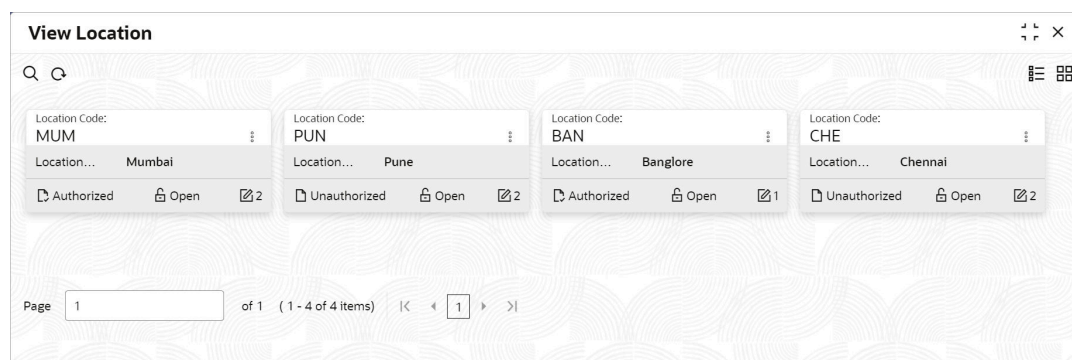 View Location
Location Code:
MUM
Location... Mumbai
Authorized Open 2
Location Code:
PUN
Location... Pune
Unauthorized Open 2
Location Code:
BAN
Location... Banglore
Authorized Open 1
Location Code:
CHE
Location... Chennai
Unauthorized Open 2
Page 1 of 1 ( 1 - 4 of 4 items) 1